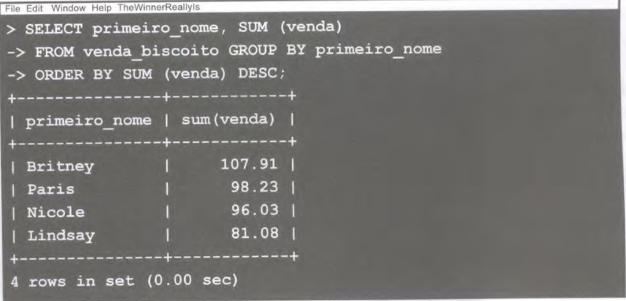 File Edit Window Help TheWinnerReallyIs
> SELECT primeiro_nome, SUM (venda)
-> FROM venda_biscoito GROUP BY primeiro_nome
-> ORDER BY SUM (venda) DESC;
+---------------+------------+
| primeiro_nome | sum(venda) |
+---------------+------------+
| Britney | 107.91 |
| Paris | 98.23 |
| Nicole | 96.03 |
| Lindsay | 81.08 |
+---------------+------------+
4 rows in set (0.00 sec)